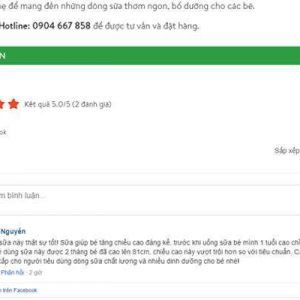 để mang đến những dòng sữa thơm ngon, bổ dưỡng cho các bé.
Hotline: 0904 667 858 để được tư vấn và đặt hàng.
Kết quả 5.0/5 (2 đánh giá)
Sắp xếp
bình luận...
Nguyễn
sữa này thật sự tốt! Sữa giúp bé tăng chiều cao đáng kể, trước khi uống sữa bé mình 1 tuổi cao
dùng sữa này được 2 tháng bé đã cao lên 81cm, chiều cao này vượt trội hơn so với tiêu chuẩn.
cấp cho người tiêu dùng dòng sữa chất lượng và nhiều dinh dưỡng cho bé nhé!
Phản hồi · 2 giờ
trên Facebook